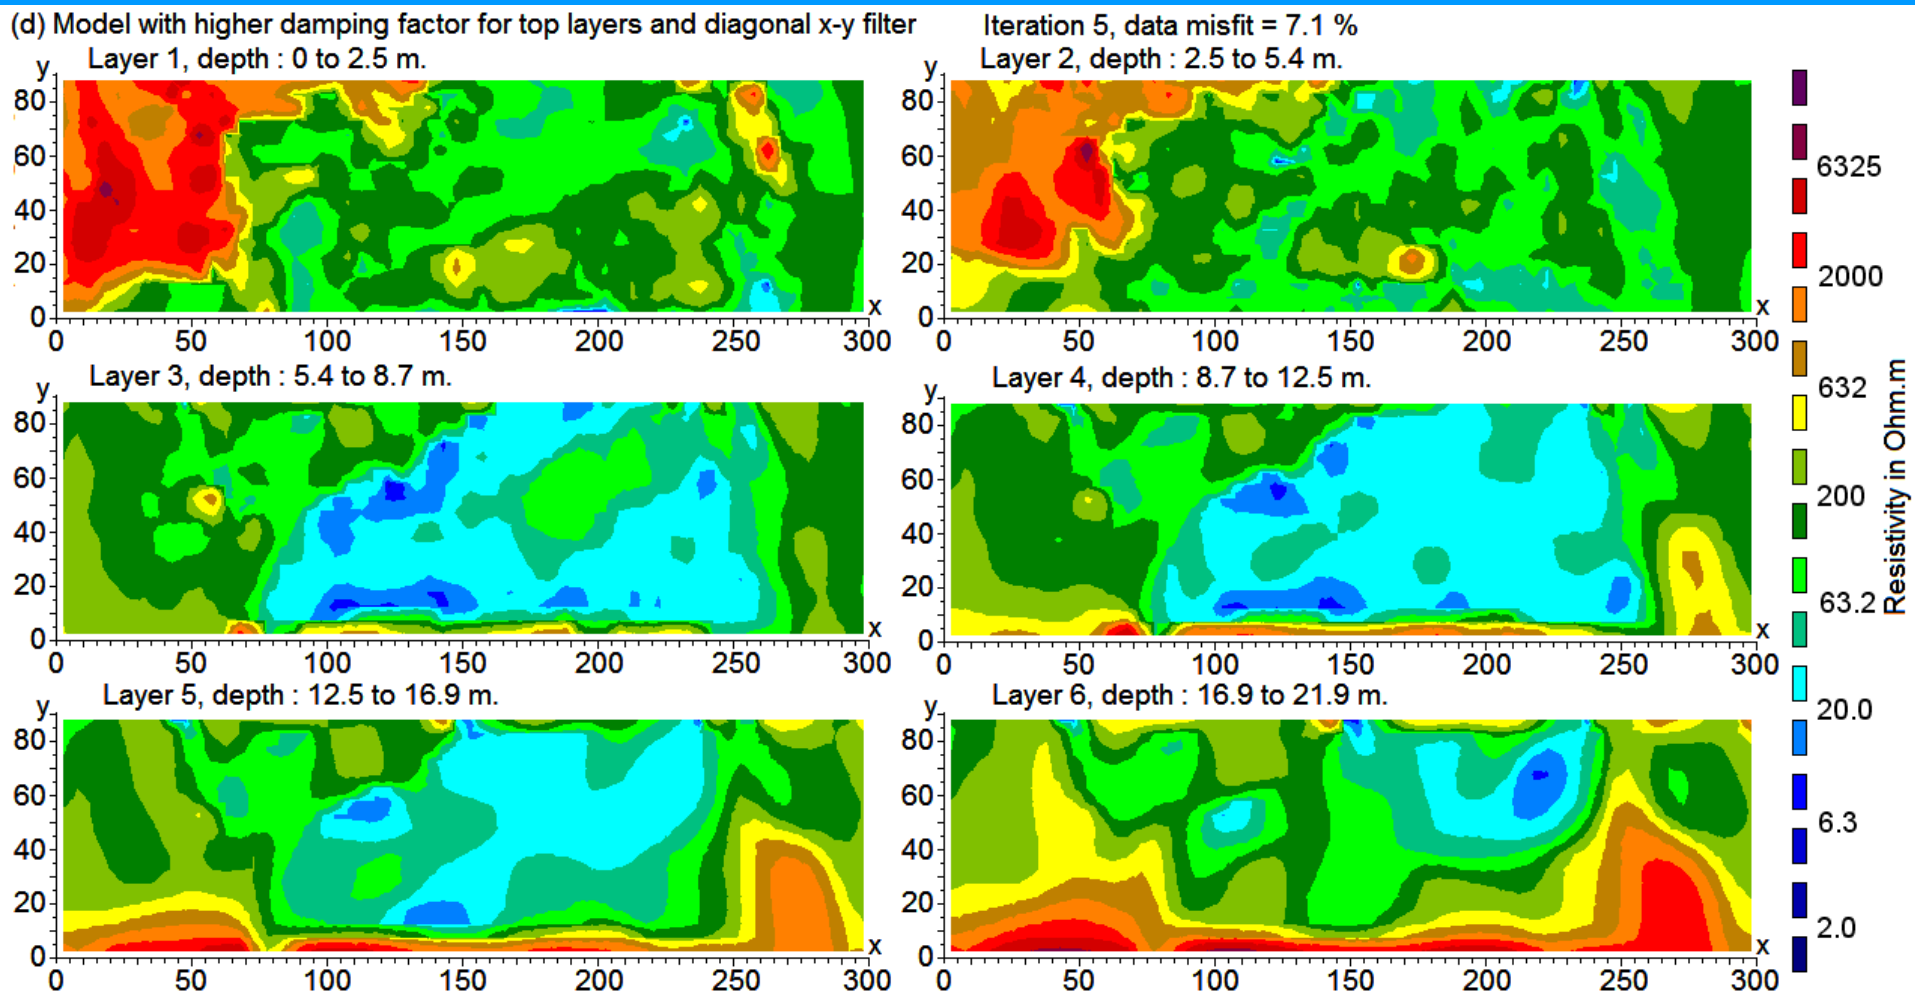 (d) Model with higher damping factor for top layers and diagonal x-y filter
Iteration 5, data misfit = 7.1 %
Layer 1, depth : 0 to 2.5 m.
y
80
60
40
20
0
x
0 50 100 150 200 250 300
Layer 2, depth : 2.5 to 5.4 m.
y
80
60
40
20
0
x
0 50 100 150 200 250 300
Layer 3, depth : 5.4 to 8.7 m.
y
80
60
40
20
0
x
0 50 100 150 200 250 300
Layer 4, depth : 8.7 to 12.5 m.
y
80
60
40
20
0
x
0 50 100 150 200 250 300
Layer 5, depth : 12.5 to 16.9 m.
y
80
60
40
20
0
x
0 50 100 150 200 250 300
Layer 6, depth : 16.9 to 21.9 m.
y
80
60
40
20
0
x
0 50 100 150 200 250 300
6325
2000
632
200
63.2
20.0
6.3
2.0
Resistivity in Ohm.m